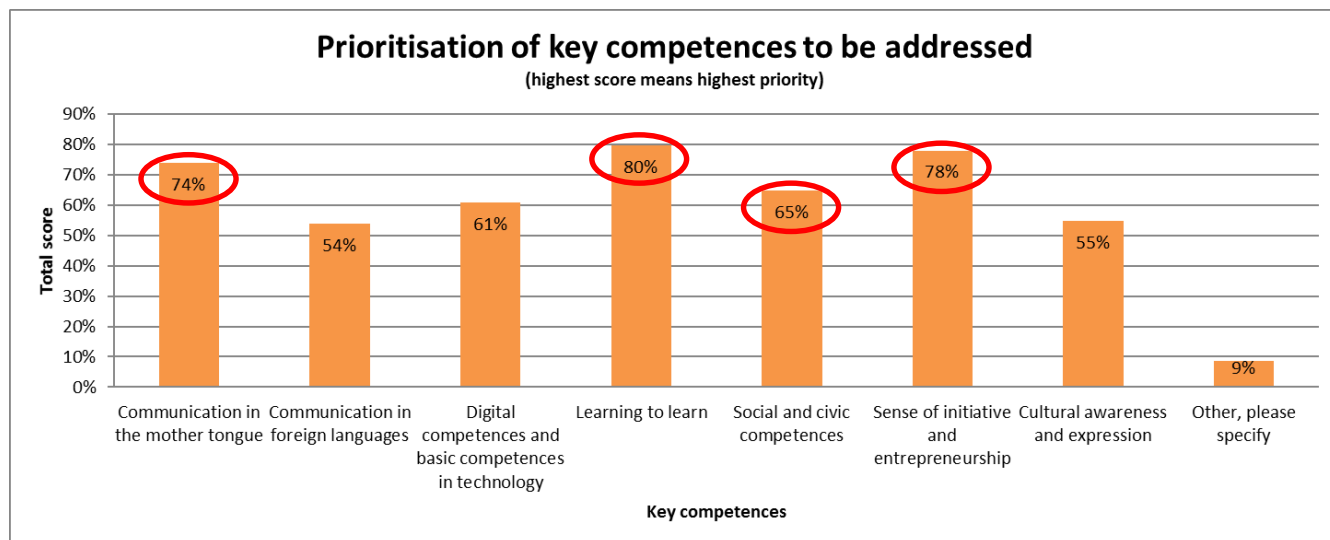 Prioritisation of key competences to be addressed
(highest score means highest priority)
90%
80%
70%
60%
50%
40%
30%
20%
10%
0%
Total score
74%
54%
61%
80%
65%
78%
55%
9%
Communication in
the mother tongue
Communication in
foreign languages
Digital
competences and
basic competences
in technology
Learning to learn
Social and civic
competences
Sense of initiative
and
entrepreneurship
Cultural awareness
and expression
Other, please
specify
Key competences